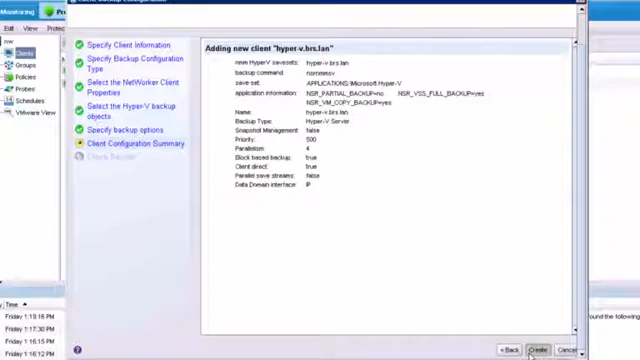 Monitoring
Edit View
Clients
Groups
Policies
Probes
Schedules
VMware View
Specify Client Information
Specify Backup Configuration
Type
Select the NetWorker Client
Properties
Select the Hyper-V backup
objects
Specify backup options
Client Configuration Summary
Adding new client "hyper-v.brs.lan"
nmm HyperV savesets: hyper-v.brs.lan
backup command nsrnmmsv
save set: APPLICATIONS:\Microsoft Hyper-V
application information: NSR_PARTIAL_BACKUP=no NSR_VSS_FULL_BACKUP=yes
NSR_VM_COPY_BACKUP=yes
Name: hyper-v.brs.lan
Backup Type: Hyper-V Server
Snapshot Management: false
Priority: 500
Parallelism: 4
Block based backup: true
Client direct: true
Parallel save streams: false
Data Domain interface: IP
< Back Create Cancel
Time
Friday 1:19:16 PM
Friday 1:17:30 PM
Friday 1:16:15 PM
Friday 1:16:12 PM
ound the following